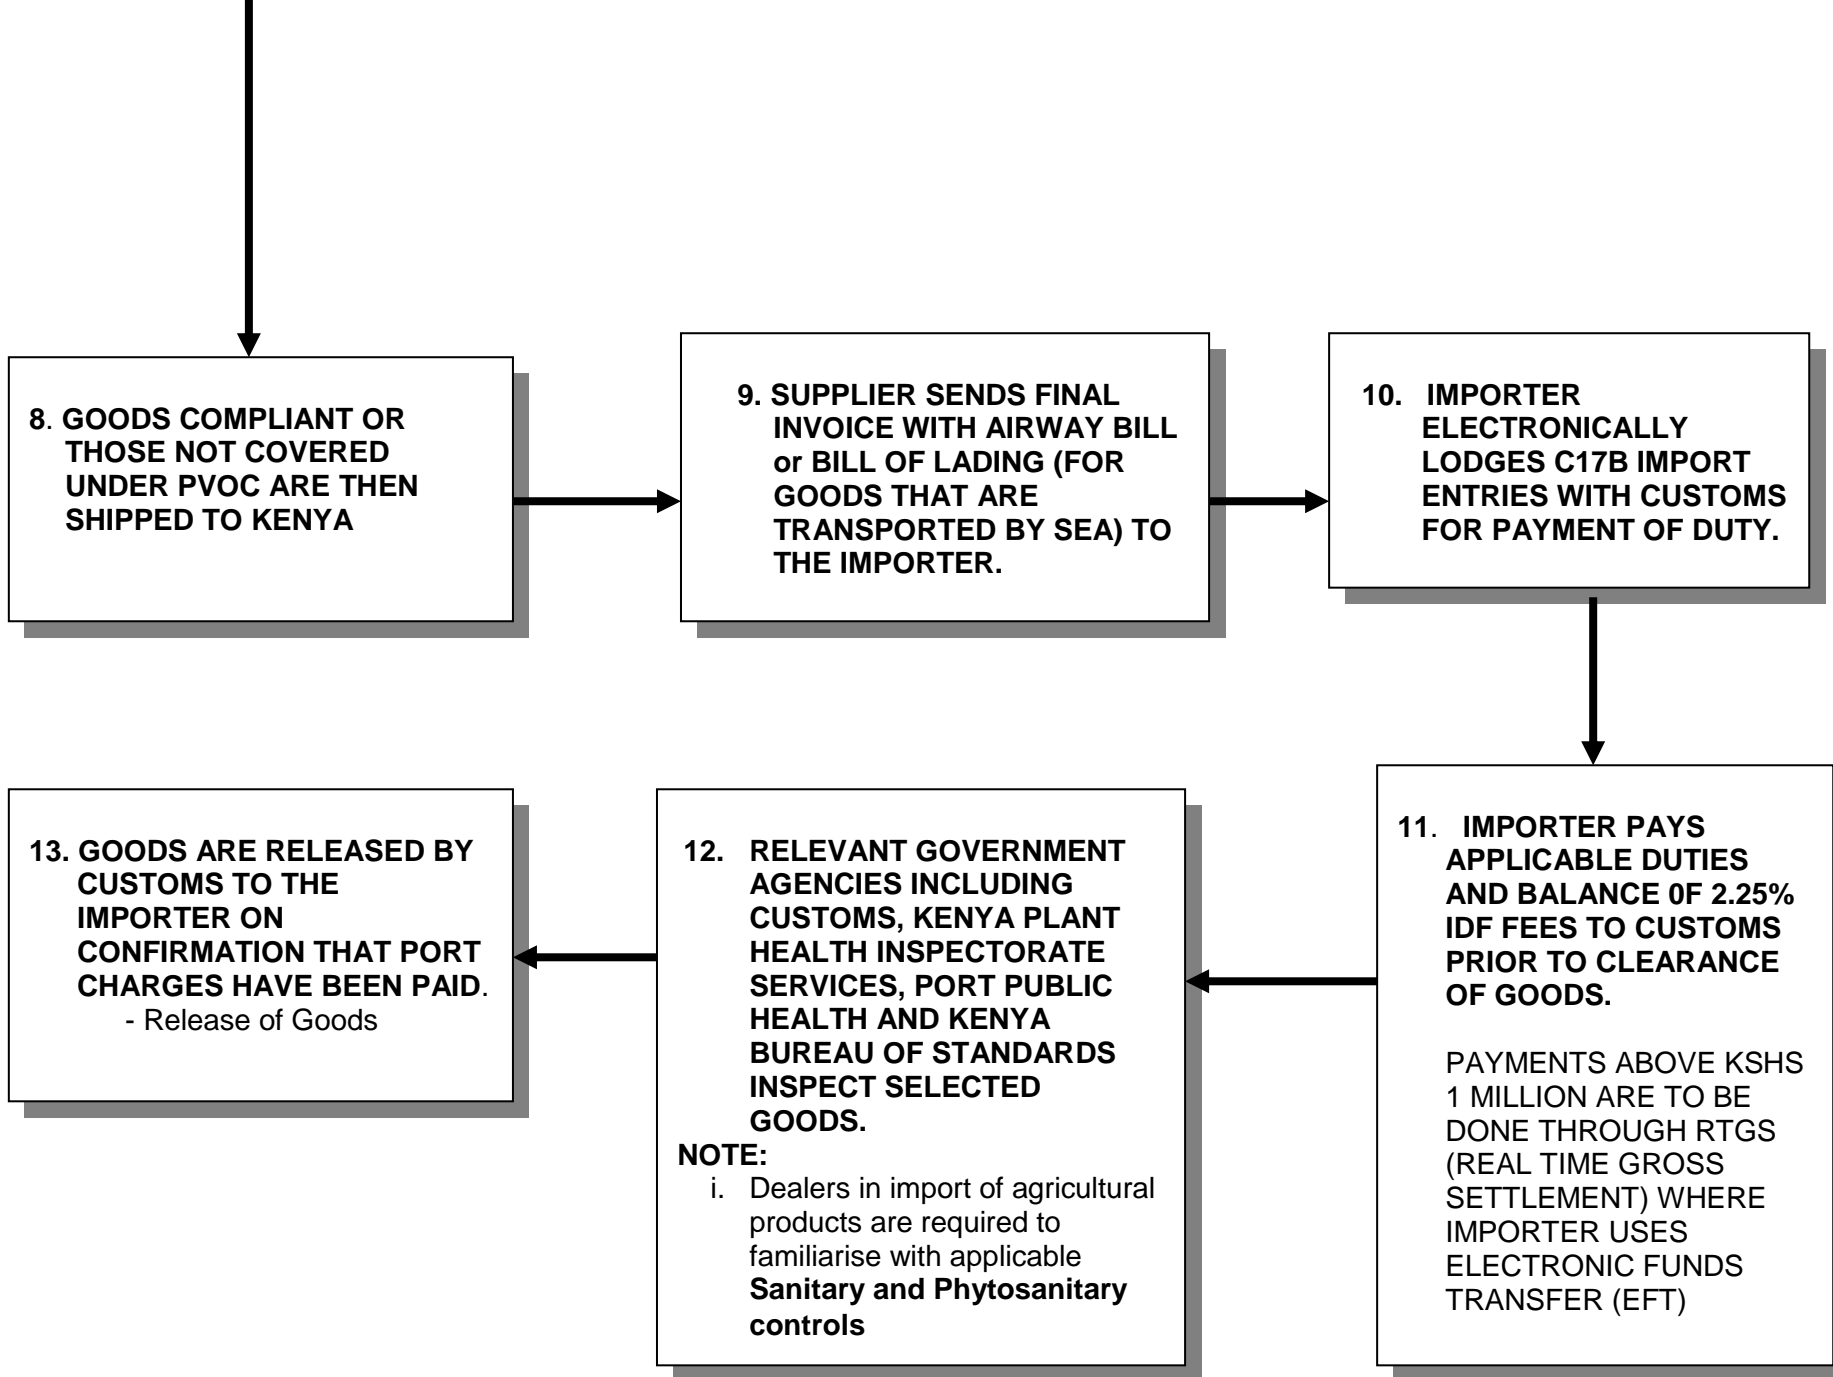 8. GOODS COMPLIANT OR
THOSE NOT COVERED
UNDER PVOC ARE THEN
SHIPPED TO KENYA
9. SUPPLIER SENDS FINAL
INVOICE WITH AIRWAY BILL
or BILL OF LADING (FOR
GOODS THAT ARE
TRANSPORTED BY SEA) TO
THE IMPORTER.
10. IMPORTER
ELECTRONICALLY
LODGES C17B IMPORT
ENTRIES WITH CUSTOMS
FOR PAYMENT OF DUTY.
11. IMPORTER PAYS
APPLICABLE DUTIES
AND BALANCE 0F 2.25%
IDF FEES TO CUSTOMS
PRIOR TO CLEARANCE
OF GOODS.
PAYMENTS ABOVE KSHS
1 MILLION ARE TO BE
DONE THROUGH RTGS
(REAL TIME GROSS
SETTLEMENT) WHERE
IMPORTER USES
ELECTRONIC FUNDS
TRANSFER (EFT)
12. RELEVANT GOVERNMENT
AGENCIES INCLUDING
CUSTOMS, KENYA PLANT
HEALTH INSPECTORATE
SERVICES, PORT PUBLIC
HEALTH AND KENYA
BUREAU OF STANDARDS
INSPECT SELECTED
GOODS.
NOTE:
i. Dealers in import of agricultural
products are required to
familiarise with applicable
Sanitary and Phytosanitary
controls
13. GOODS ARE RELEASED BY
CUSTOMS TO THE
IMPORTER ON
CONFIRMATION THAT PORT
CHARGES HAVE BEEN PAID.
- Release of Goods